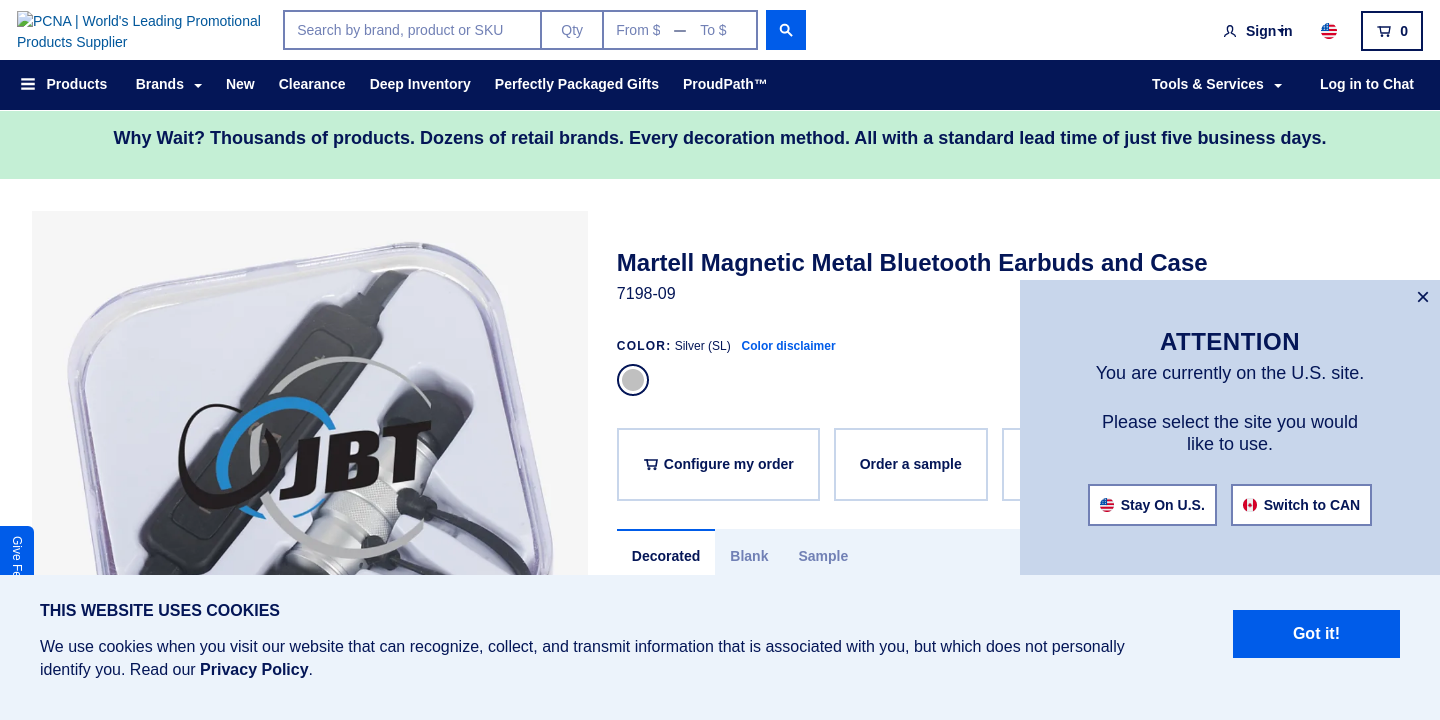 PCNA | World's Leading Promotional
Products Supplier
Search by brand, product or SKU
Qty
From $ — To $
Sign in
0
Products
Brands
New
Clearance
Deep Inventory
Perfectly Packaged Gifts
ProudPath™
Tools & Services
Log in to Chat
Why Wait? Thousands of products. Dozens of retail brands. Every decoration method. All with a standard lead time of just five business days.
JBT
Martell Magnetic Metal Bluetooth Earbuds and Case
7198-09
COLOR: Silver (SL) Color disclaimer
Configure my order
Order a sample
Decorated
Blank
Sample
×
ATTENTION
You are currently on the U.S. site.
Please select the site you would
like to use.
Stay On U.S.
Switch to CAN
Give
THIS WEBSITE USES COOKIES
We use cookies when you visit our website that can recognize, collect, and transmit information that is associated with you, but which does not personally
identify you. Read our Privacy Policy.
Got it!